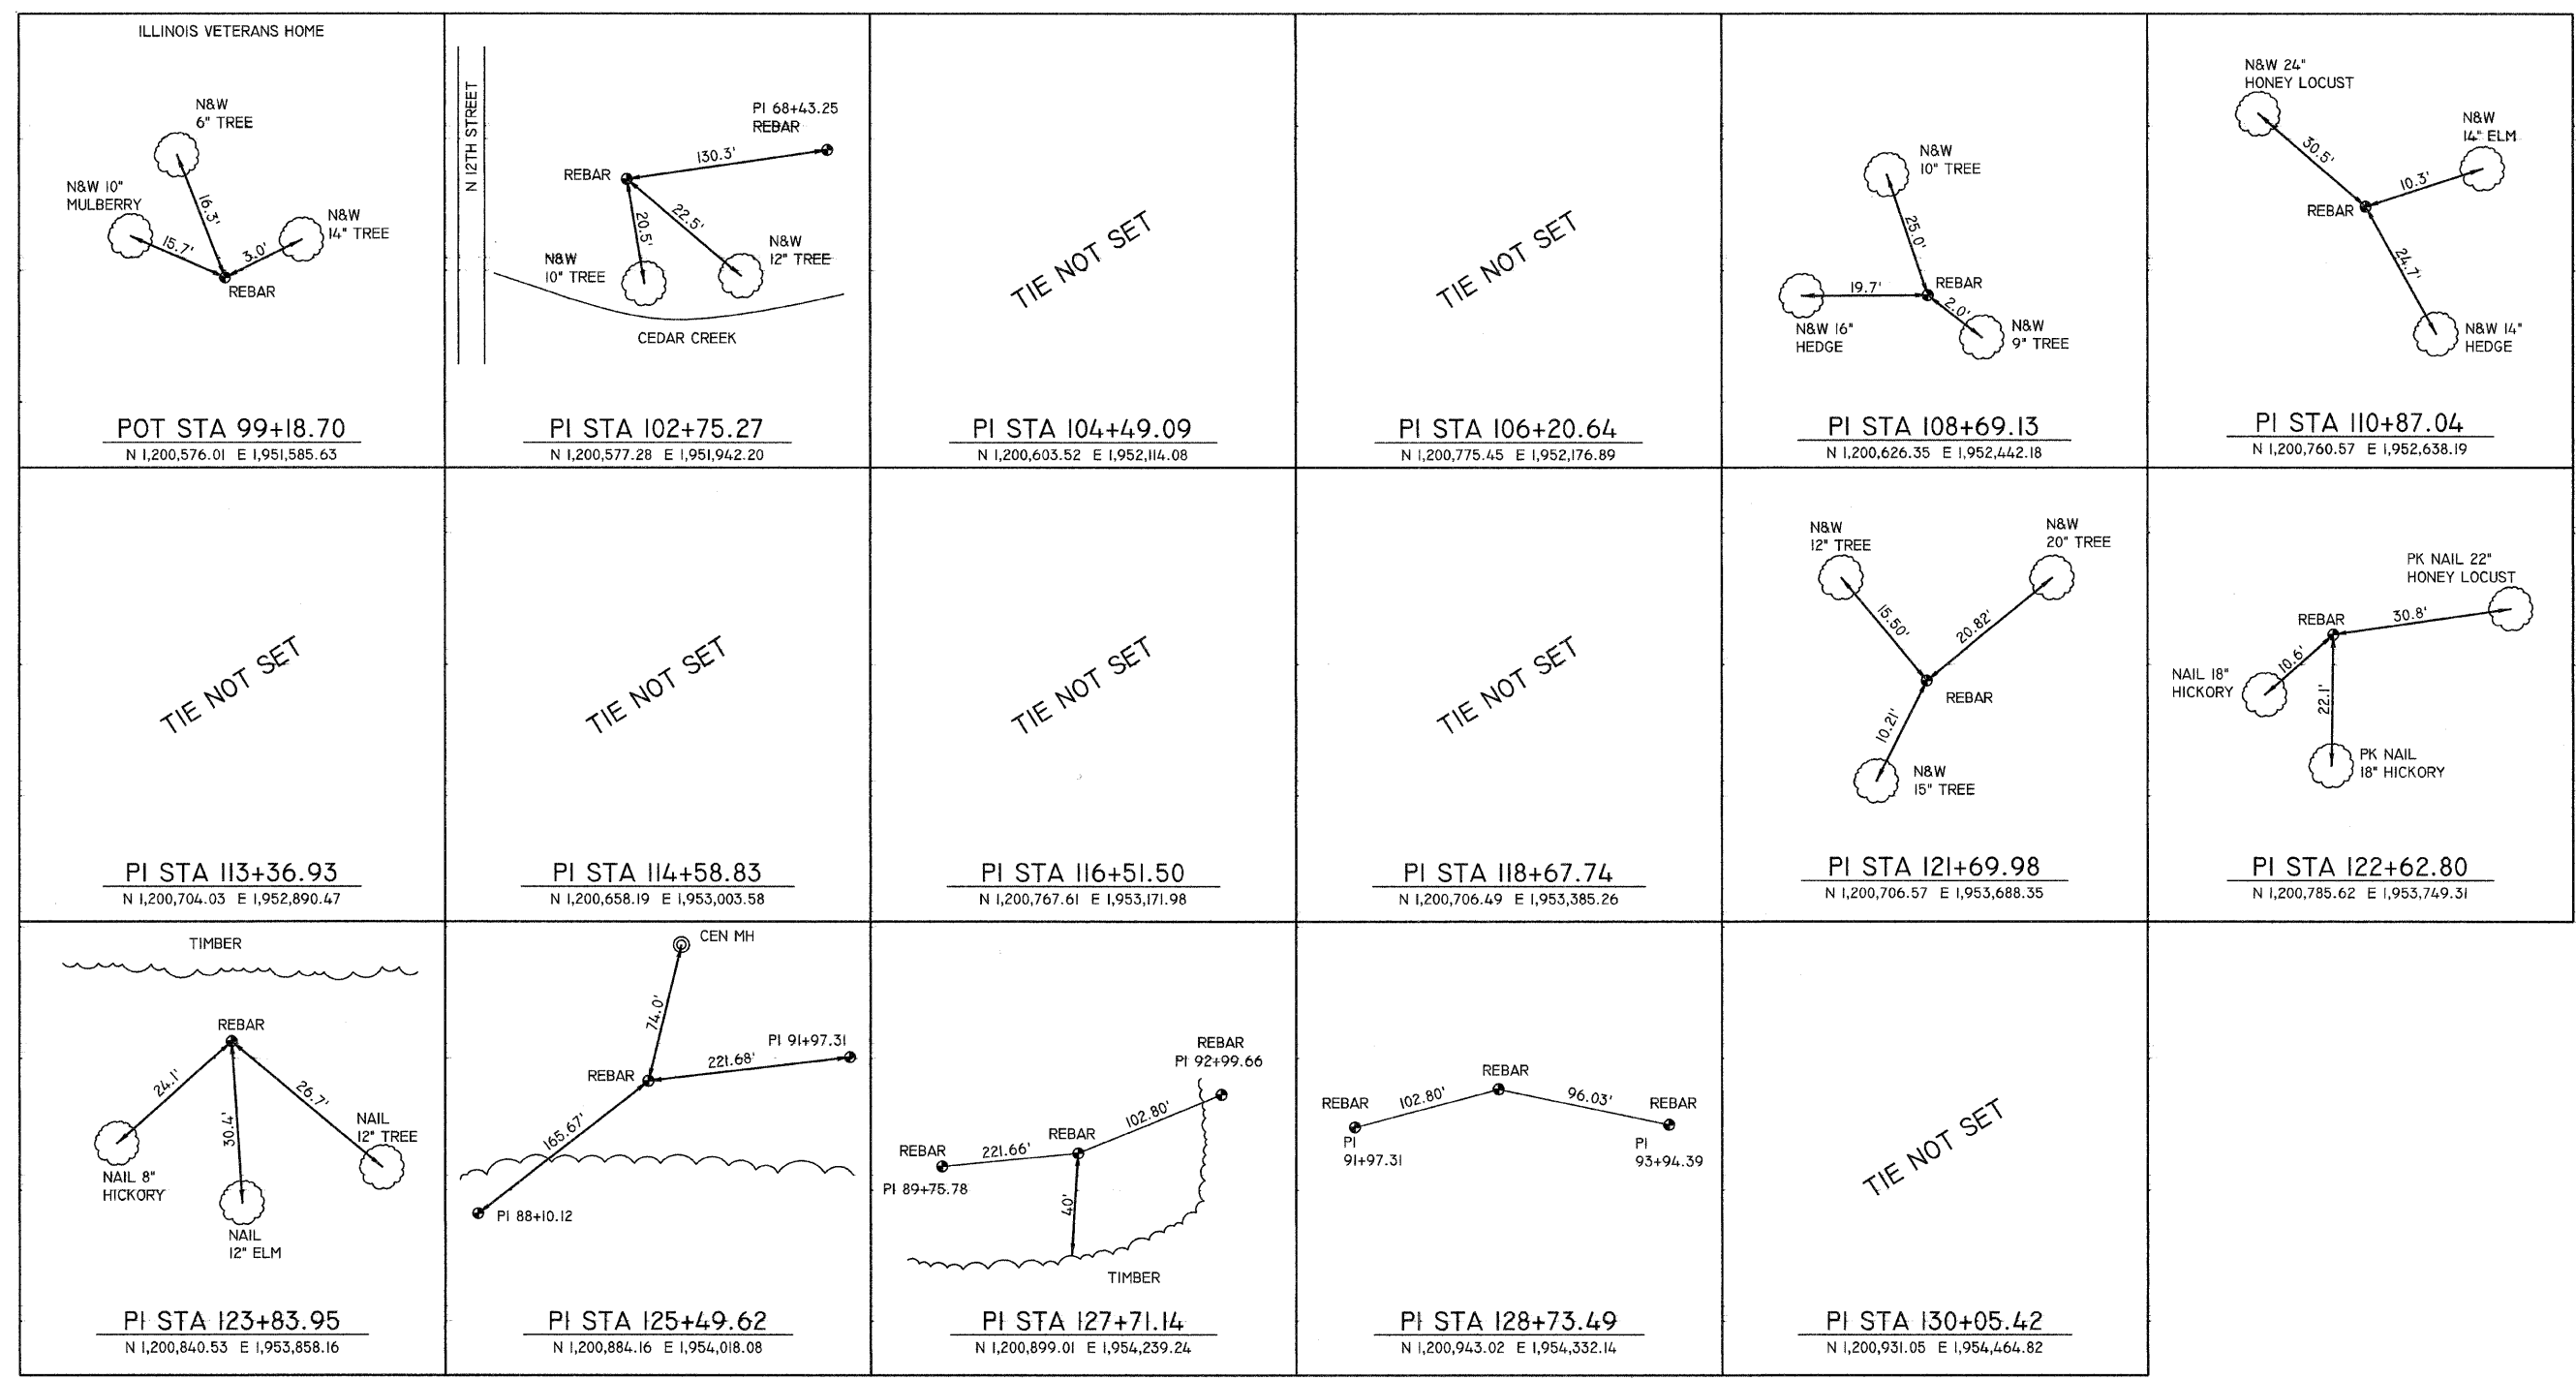 ILLINOIS VETERANS HOME
N&W
6" TREE
N&W 10"
MULBERRY
N&W
14" TREE
16.3'
15.7'
3.0'
REBAR
POT STA 99+18.70
N 1,200,576.01 E 1,951,585.63
N 12TH STREET
PI 68+43.25
REBAR
130.3'
REBAR
20.5'
22.5'
N&W
10" TREE
N&W
12" TREE
CEDAR CREEK
PI STA 102+75.27
N 1,200,577.28 E 1,951,942.20
TIE NOT SET
PI STA 104+49.09
N 1,200,603.52 E 1,952,114.08
TIE NOT SET
PI STA 106+20.64
N 1,200,775.45 E 1,952,176.89
N&W
10" TREE
25.0'
REBAR
19.7'
2.0'
N&W 16"
HEDGE
N&W
9" TREE
PI STA 108+69.13
N 1,200,626.35 E 1,952,442.18
N&W 24"
HONEY LOCUST
N&W
14" ELM
30.5'
10.3'
REBAR
24.7'
N&W 14"
HEDGE
PI STA 110+87.04
N 1,200,760.57 E 1,952,638.19
TIE NOT SET
PI STA 113+36.93
N 1,200,704.03 E 1,952,890.47
TIE NOT SET
PI STA 114+58.83
N 1,200,658.19 E 1,953,003.58
TIE NOT SET
PI STA 116+51.50
N 1,200,767.61 E 1,953,171.98
TIE NOT SET
PI STA 118+67.74
N 1,200,706.49 E 1,953,385.26
N&W
12" TREE
N&W
20" TREE
15.50'
20.82'
REBAR
10.21'
N&W
15" TREE
PI STA 121+69.98
N 1,200,706.57 E 1,953,688.35
PK NAIL 22"
HONEY LOCUST
REBAR
30.8'
10.6'
NAIL 18"
HICKORY
22.1'
PK NAIL
18" HICKORY
PI STA 122+62.80
N 1,200,785.62 E 1,953,749.31
TIMBER
REBAR
24.1'
26.7'
30.4'
NAIL
12" TREE
NAIL 8"
HICKORY
NAIL
12" ELM
PI STA 123+83.95
N 1,200,840.53 E 1,953,858.16
CEN MH
74.0'
PI 91+97.31
221.68'
REBAR
165.67'
PI 88+10.12
PI STA 125+49.62
N 1,200,884.16 E 1,954,018.08
REBAR
PI 92+99.66
102.80'
REBAR
REBAR
221.66'
PI 89+75.78
40'
TIMBER
PI STA 127+71.14
N 1,200,899.01 E 1,954,239.24
REBAR
102.80'
96.03'
REBAR
REBAR
PI
91+97.31
PI
93+94.39
PI STA 128+73.49
N 1,200,943.02 E 1,954,332.14
TIE NOT SET
PI STA 130+05.42
N 1,200,931.05 E 1,954,464.82